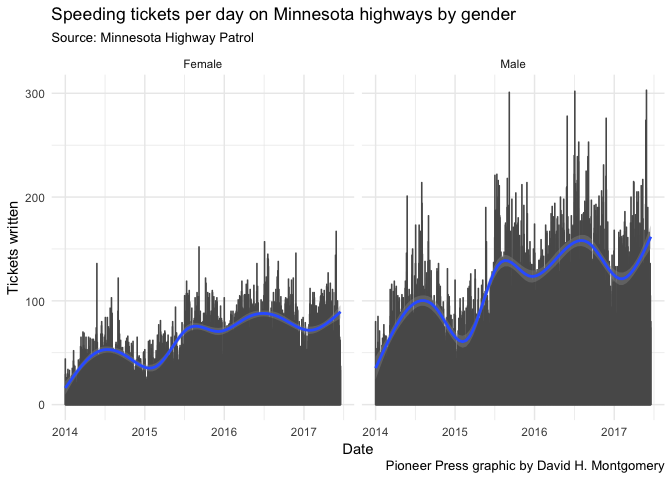 Speeding tickets per day on Minnesota highways by gender
Source: Minnesota Highway Patrol
Female
Male
300
200
100
0
Tickets written
2014
2015
2016
2017
2014
2015
2016
2017
Date
Pioneer Press graphic by David H. Montgomery